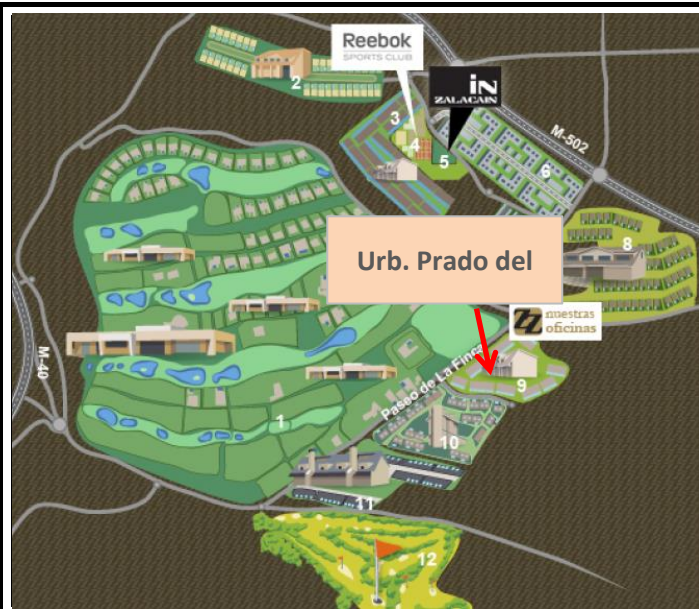 Reebok
SPORTS CLUB
in
ZALACAIN
2
3
4
5
M-502
6
Urb. Prado del
8
nuestras
oficinas
M-40
Paseo de La Finca
9
1
10
11
12